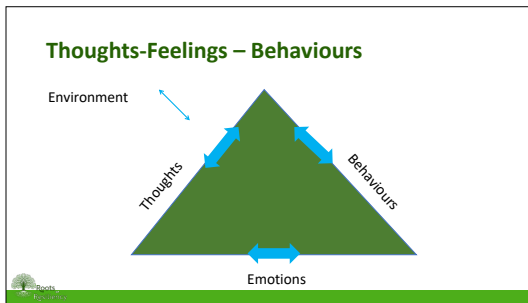 Thoughts-Feelings – Behaviours
Environment
Thoughts
Behaviours
Emotions
Roots